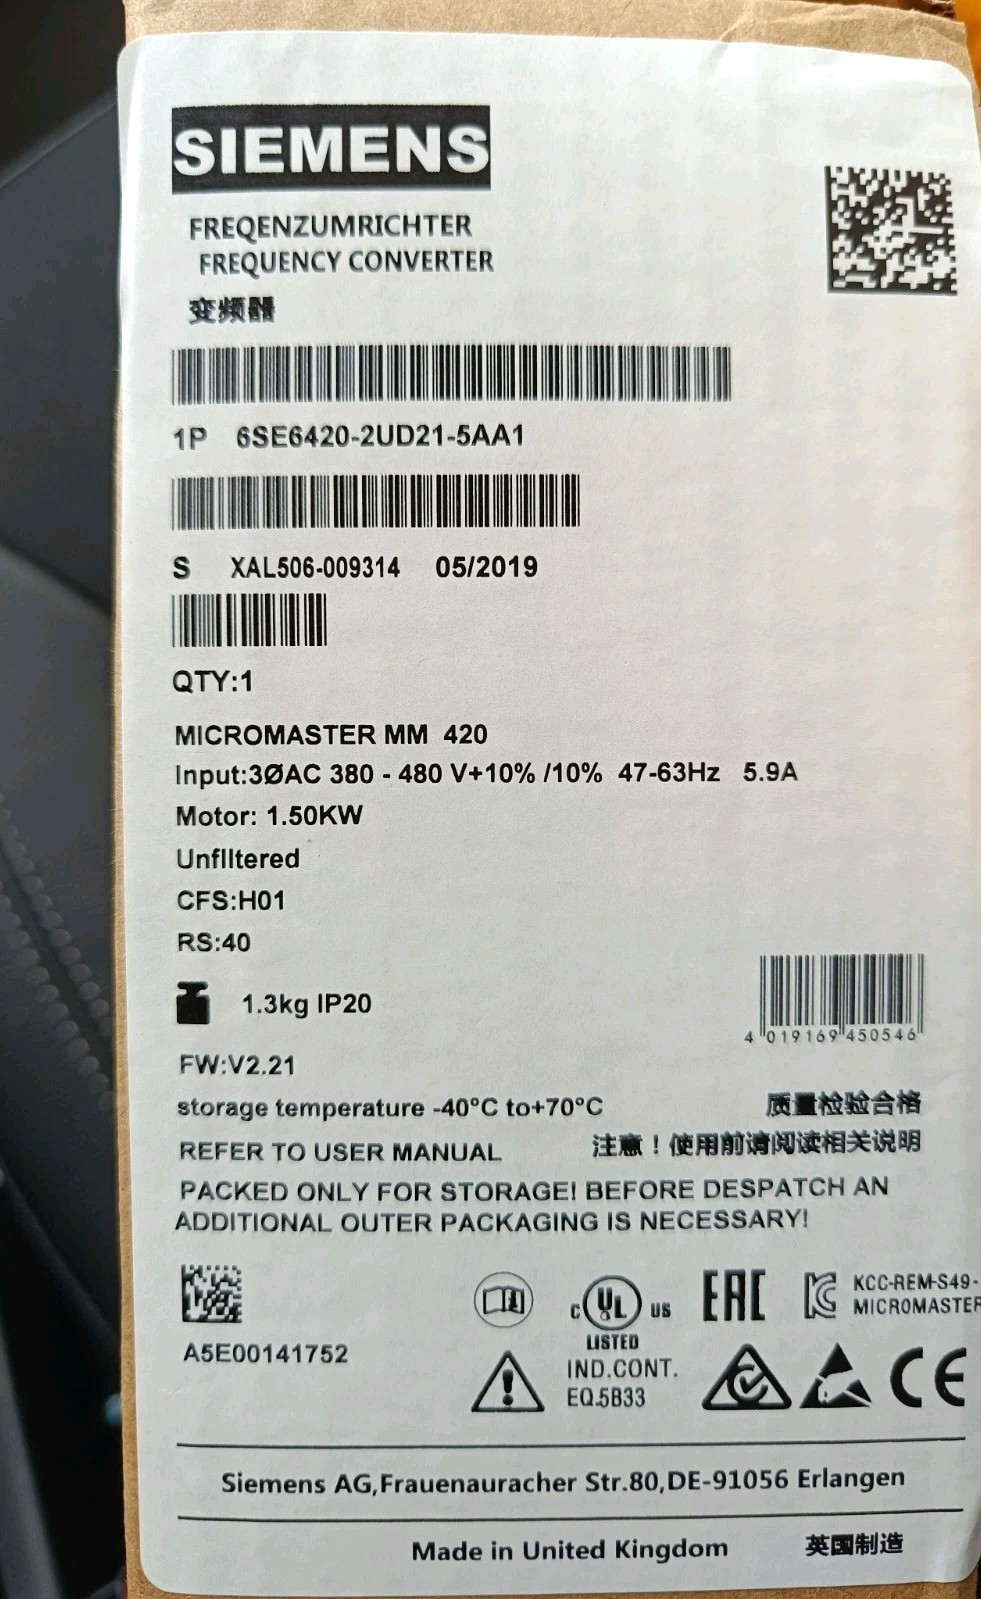 SIEMENS
FREQENZUMRICHTER
FREQUENCY CONVERTER
变频器
1P 6SE6420-2UD21-5AA1
S XAL506-009314 05/2019
QTY:1
MICROMASTER MM 420
Input:3ØAC 380 - 480 V+10% /10% 47-63Hz 5.9A
Motor: 1.50KW
Unfiltered
CFS:H01
RS:40
1.3kg IP20
4 019169 450546
FW:V2.21
storage temperature -40°C to+70°C 质量检验合格
REFER TO USER MANUAL 注意！使用前请阅读相关说明
PACKED ONLY FOR STORAGE! BEFORE DESPATCH AN
ADDITIONAL OUTER PACKAGING IS NECESSARY!
A5E00141752
C UL US
LISTED
IND.CONT.
EQ.5B33
EAC
KCC-REM-S49-
MICROMASTER
CE
Siemens AG,Frauenauracher Str.80,DE-91056 Erlangen
Made in United Kingdom 英国制造